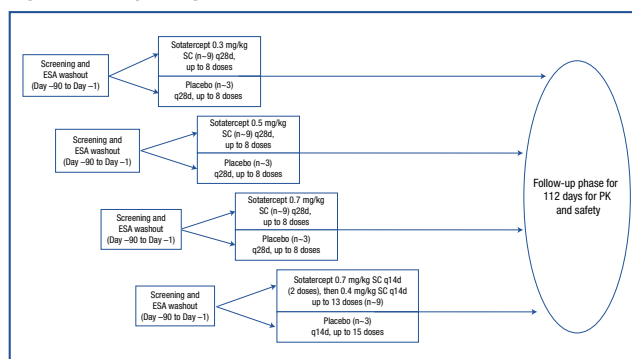 Screening and
ESA washout
(Day –90 to Day –1)
Sotatercept 0.3 mg/kg
SC (n~9) q28d,
up to 8 doses
Placebo (n~3)
q28d, up to 8 doses
Screening and
ESA washout
(Day –90 to Day –1)
Sotatercept 0.5 mg/kg
SC (n~9) q28d,
up to 8 doses
Placebo (n~3)
q28d, up to 8 doses
Screening and
ESA washout
(Day –90 to Day –1)
Sotatercept 0.7 mg/kg
SC (n~9) q28d,
up to 8 doses
Placebo (n~3)
q28d, up to 8 doses
Screening and
ESA washout
(Day –90 to Day –1)
Sotatercept 0.7 mg/kg SC q14d
(2 doses), then 0.4 mg/kg SC q14d
up to 13 doses (n~9)
Placebo (n~3)
q14d, up to 15 doses
Follow-up phase for
112 days for PK
and safety